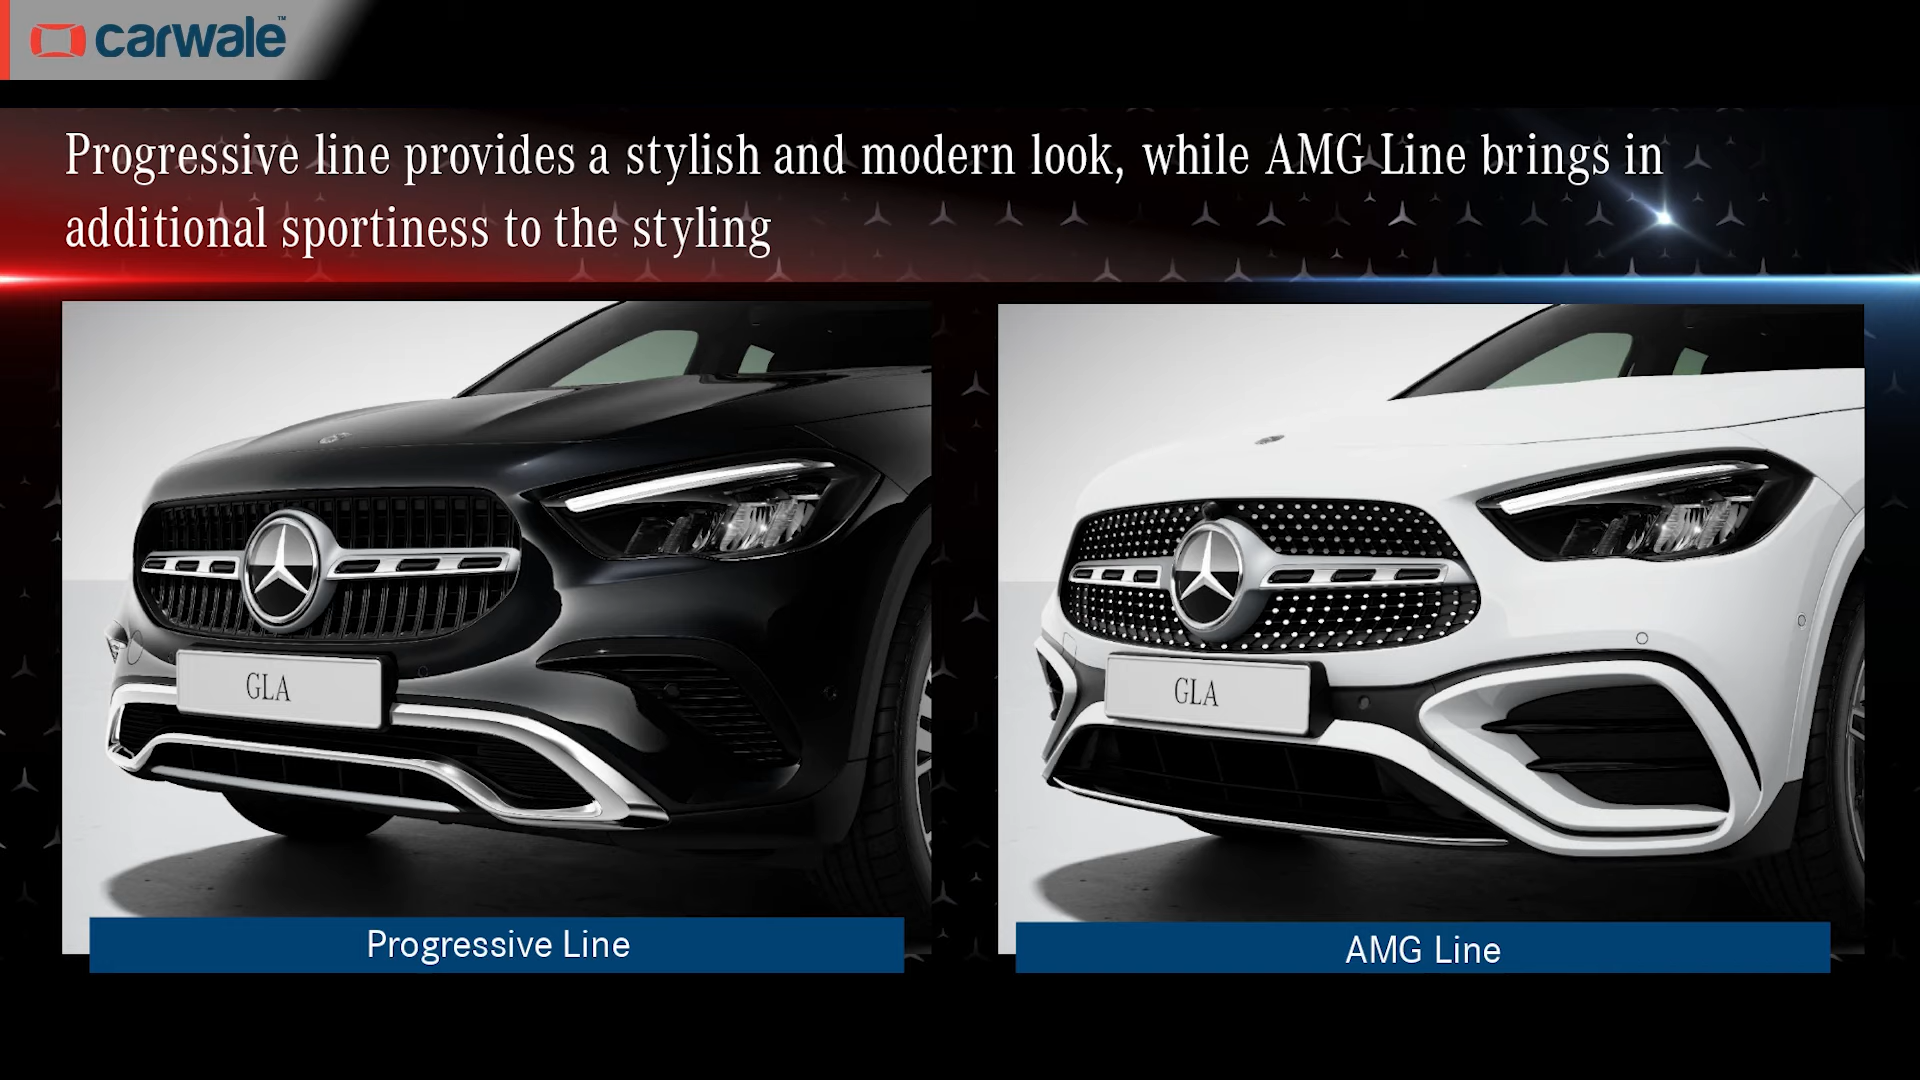 carwale™
Progressive line provides a stylish and modern look, while AMG Line brings in
additional sportiness to the styling
GLA
GLA
Progressive Line
AMG Line